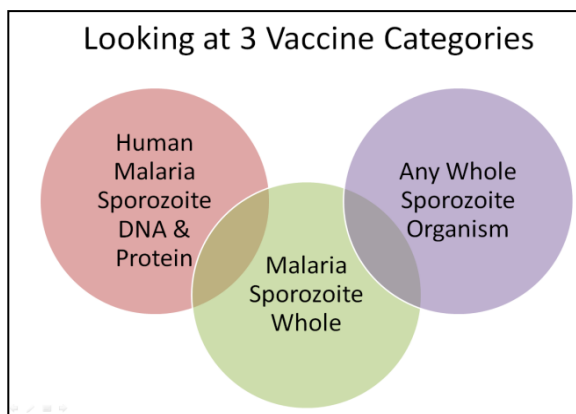 Looking at 3 Vaccine Categories
Human
Malaria
Sporozoite
DNA &
Protein
Malaria
Sporozoite
Whole
Any Whole
Sporozoite
Organism